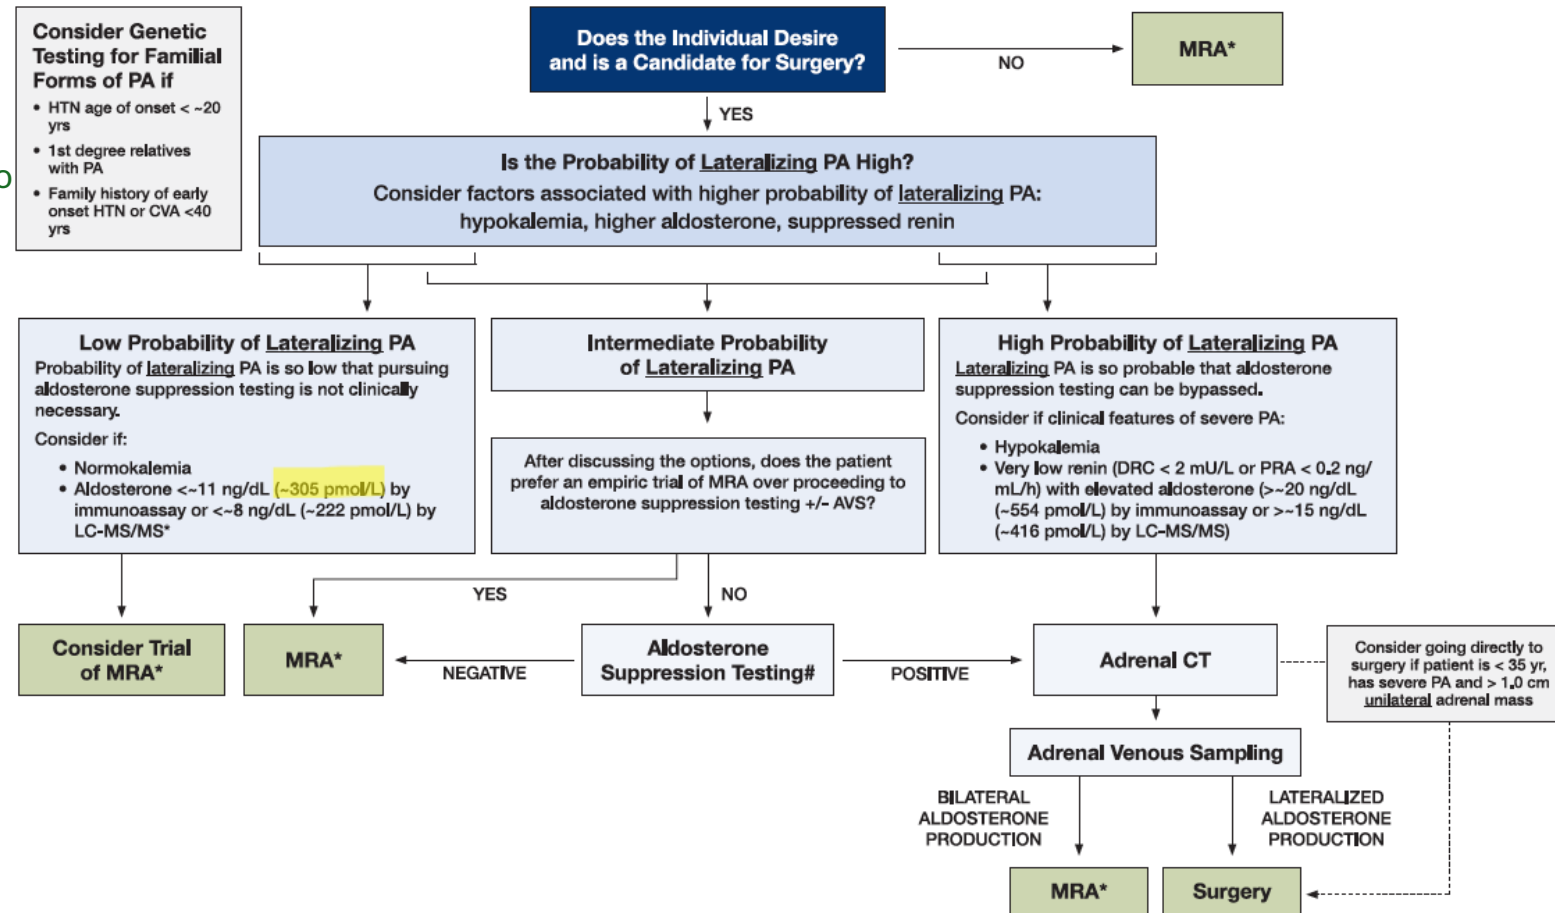 Consider Genetic
Testing for Familial
Forms of PA if
• HTN age of onset < ~20
yrs
• 1st degree relatives
with PA
• Family history of early
onset HTN or CVA <40
yrs
o
Does the Individual Desire
and is a Candidate for Surgery?
NO
MRA*
YES
Is the Probability of Lateralizing PA High?
Consider factors associated with higher probability of lateralizing PA:
hypokalemia, higher aldosterone, suppressed renin
Low Probability of Lateralizing PA
Probability of lateralizing PA is so low that pursuing
aldosterone suppression testing is not clinically
necessary.
Consider if:
• Normokalemia
• Aldosterone <~11 ng/dL (~305 pmol/L) by
immunoassay or <~8 ng/dL (~222 pmol/L) by
LC-MS/MS*
Intermediate Probability
of Lateralizing PA
After discussing the options, does the patient
prefer an empiric trial of MRA over proceeding to
aldosterone suppression testing +/- AVS?
High Probability of Lateralizing PA
Lateralizing PA is so probable that aldosterone
suppression testing can be bypassed.
Consider if clinical features of severe PA:
• Hypokalemia
• Very low renin (DRC < 2 mU/L or PRA < 0.2 ng/
mL/h) with elevated aldosterone (>~20 ng/dL
(~554 pmol/L) by immunoassay or >~15 ng/dL
(~416 pmol/L) by LC-MS/MS)
YES
NO
Consider Trial
of MRA*
MRA*
NEGATIVE
Aldosterone
Suppression Testing#
POSITIVE
Adrenal CT
Consider going directly to
surgery if patient is < 35 yr,
has severe PA and > 1.0 cm
unilateral adrenal mass
Adrenal Venous Sampling
BILATERAL
ALDOSTERONE
PRODUCTION
LATERALIZED
ALDOSTERONE
PRODUCTION
MRA*
Surgery